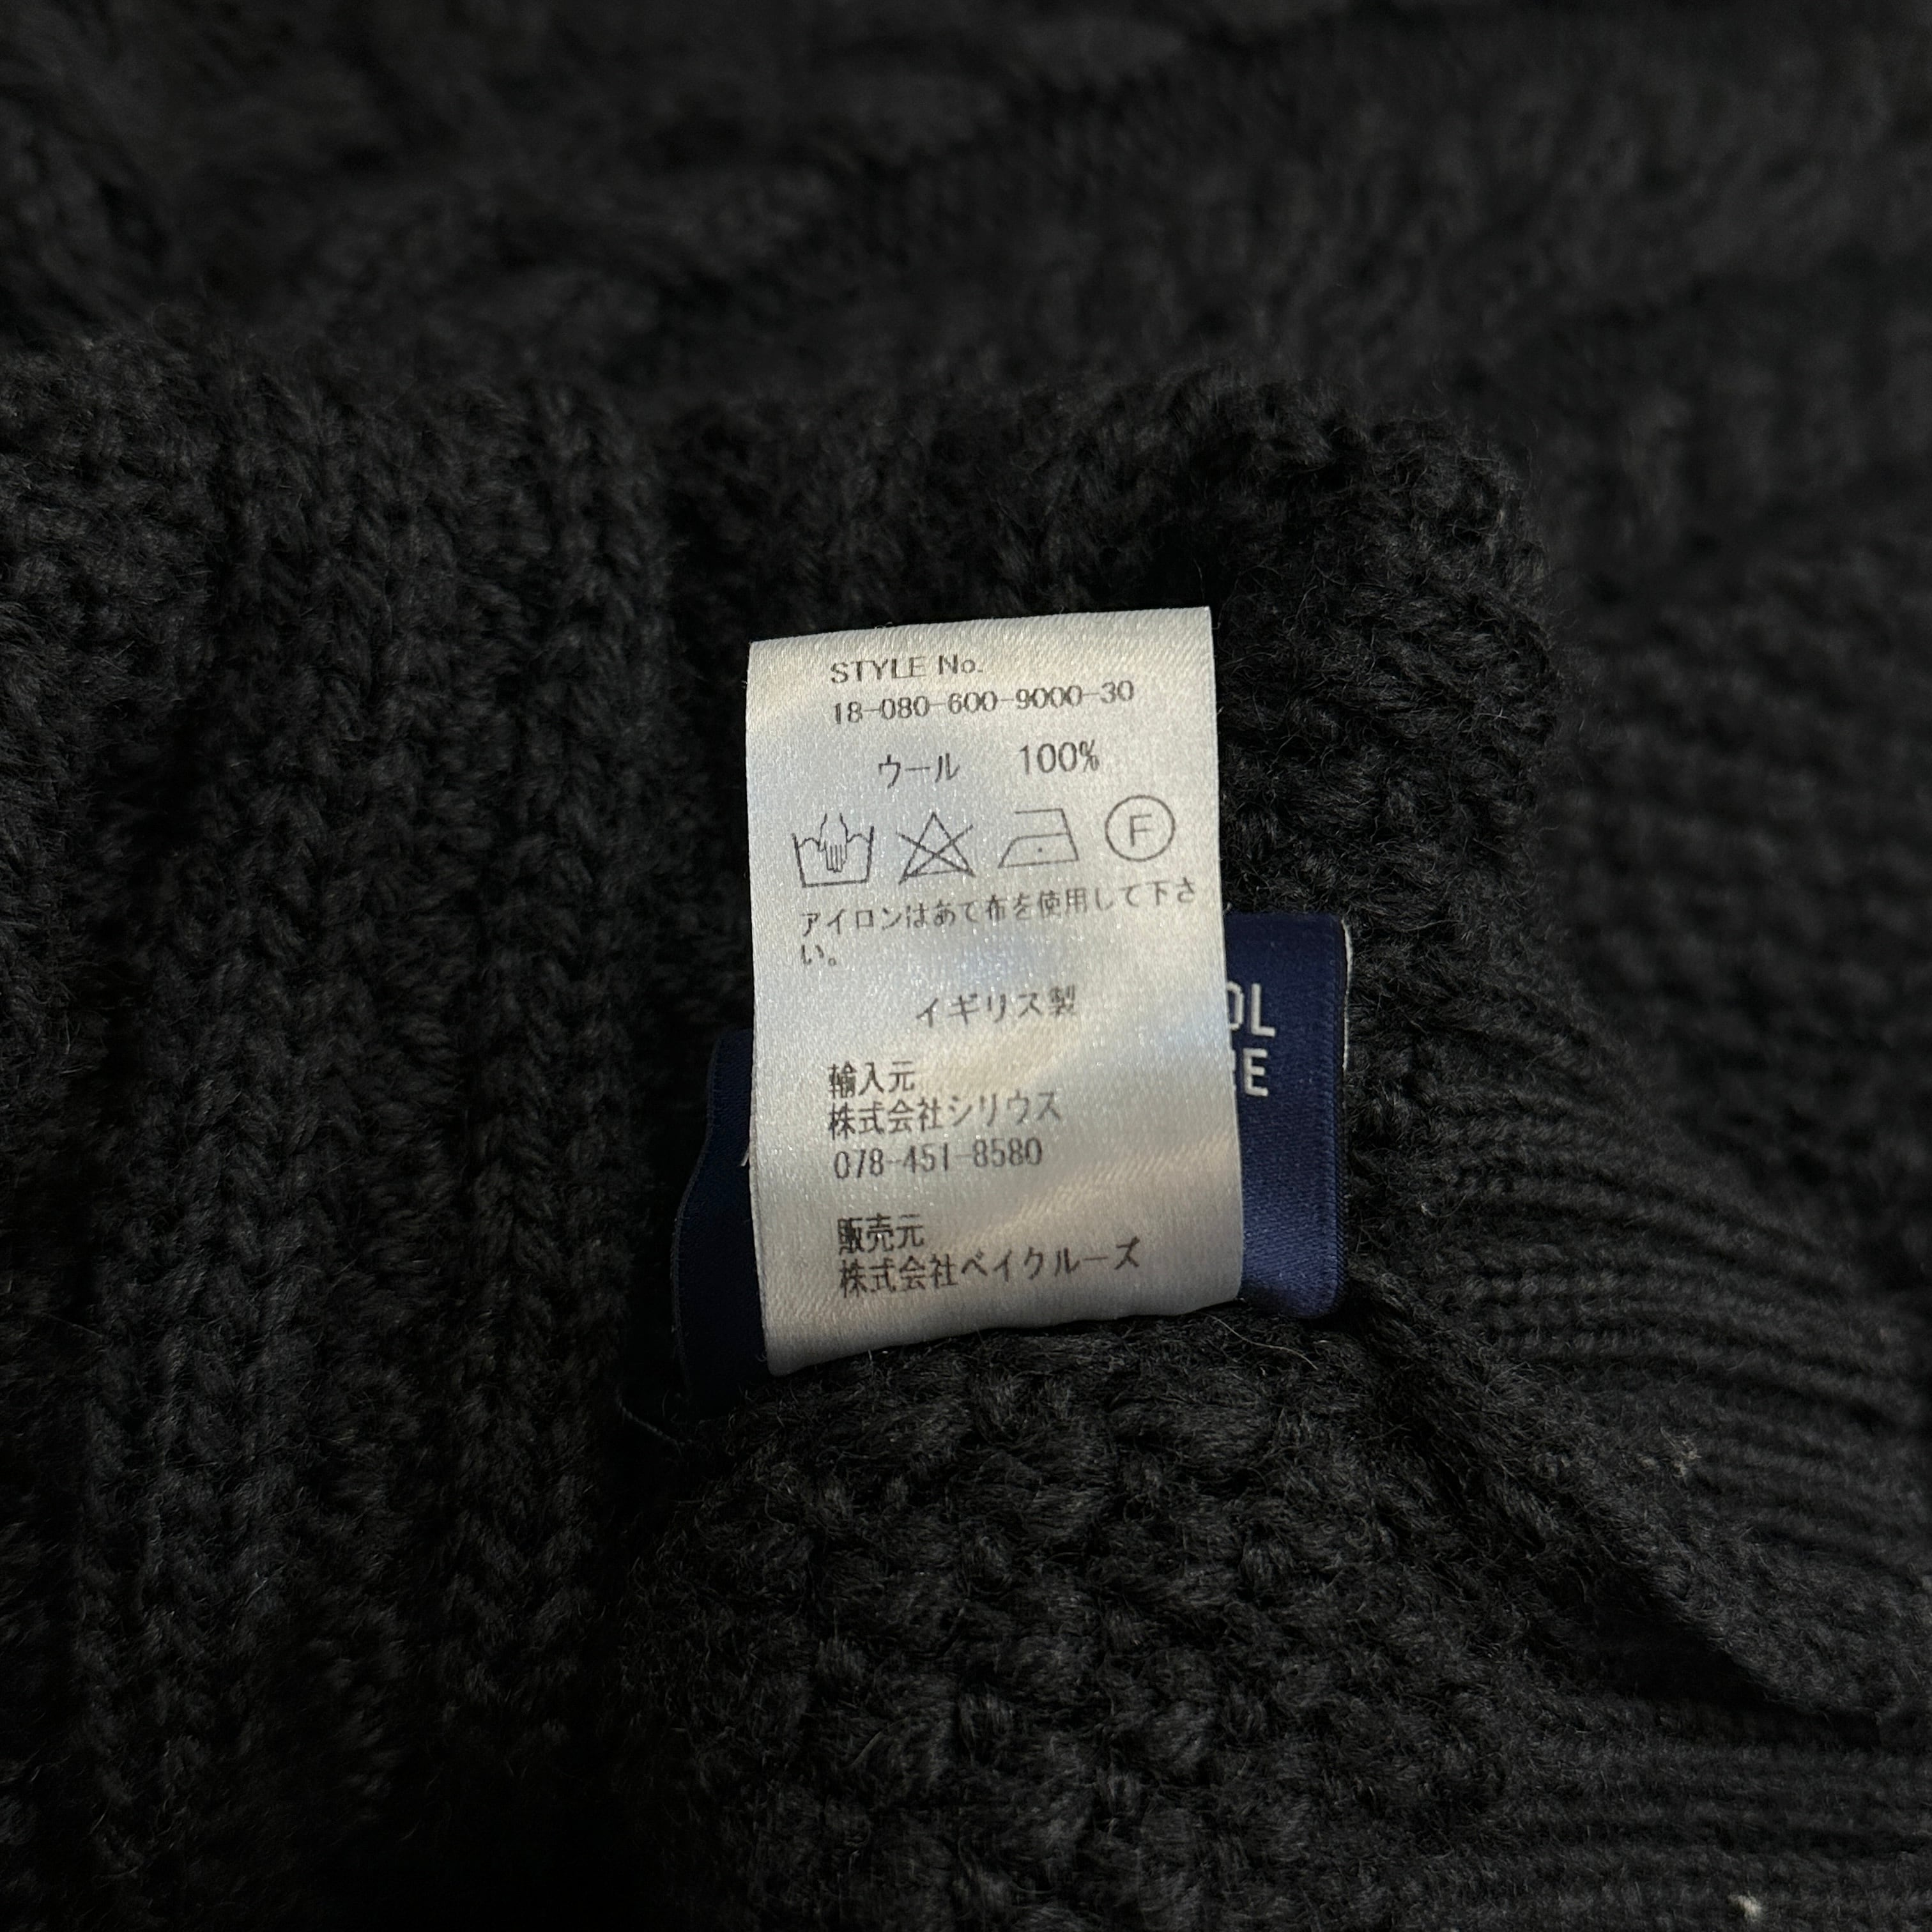 STYLE No.
18-080-600-9000-30
ウール 100%
F
アイロンはあて布を使用して下さ
い。
イギリス製
輸入元
株式会社シリウス
078-451-8580
販売元
株式会社ベイクルーズ
OL
E